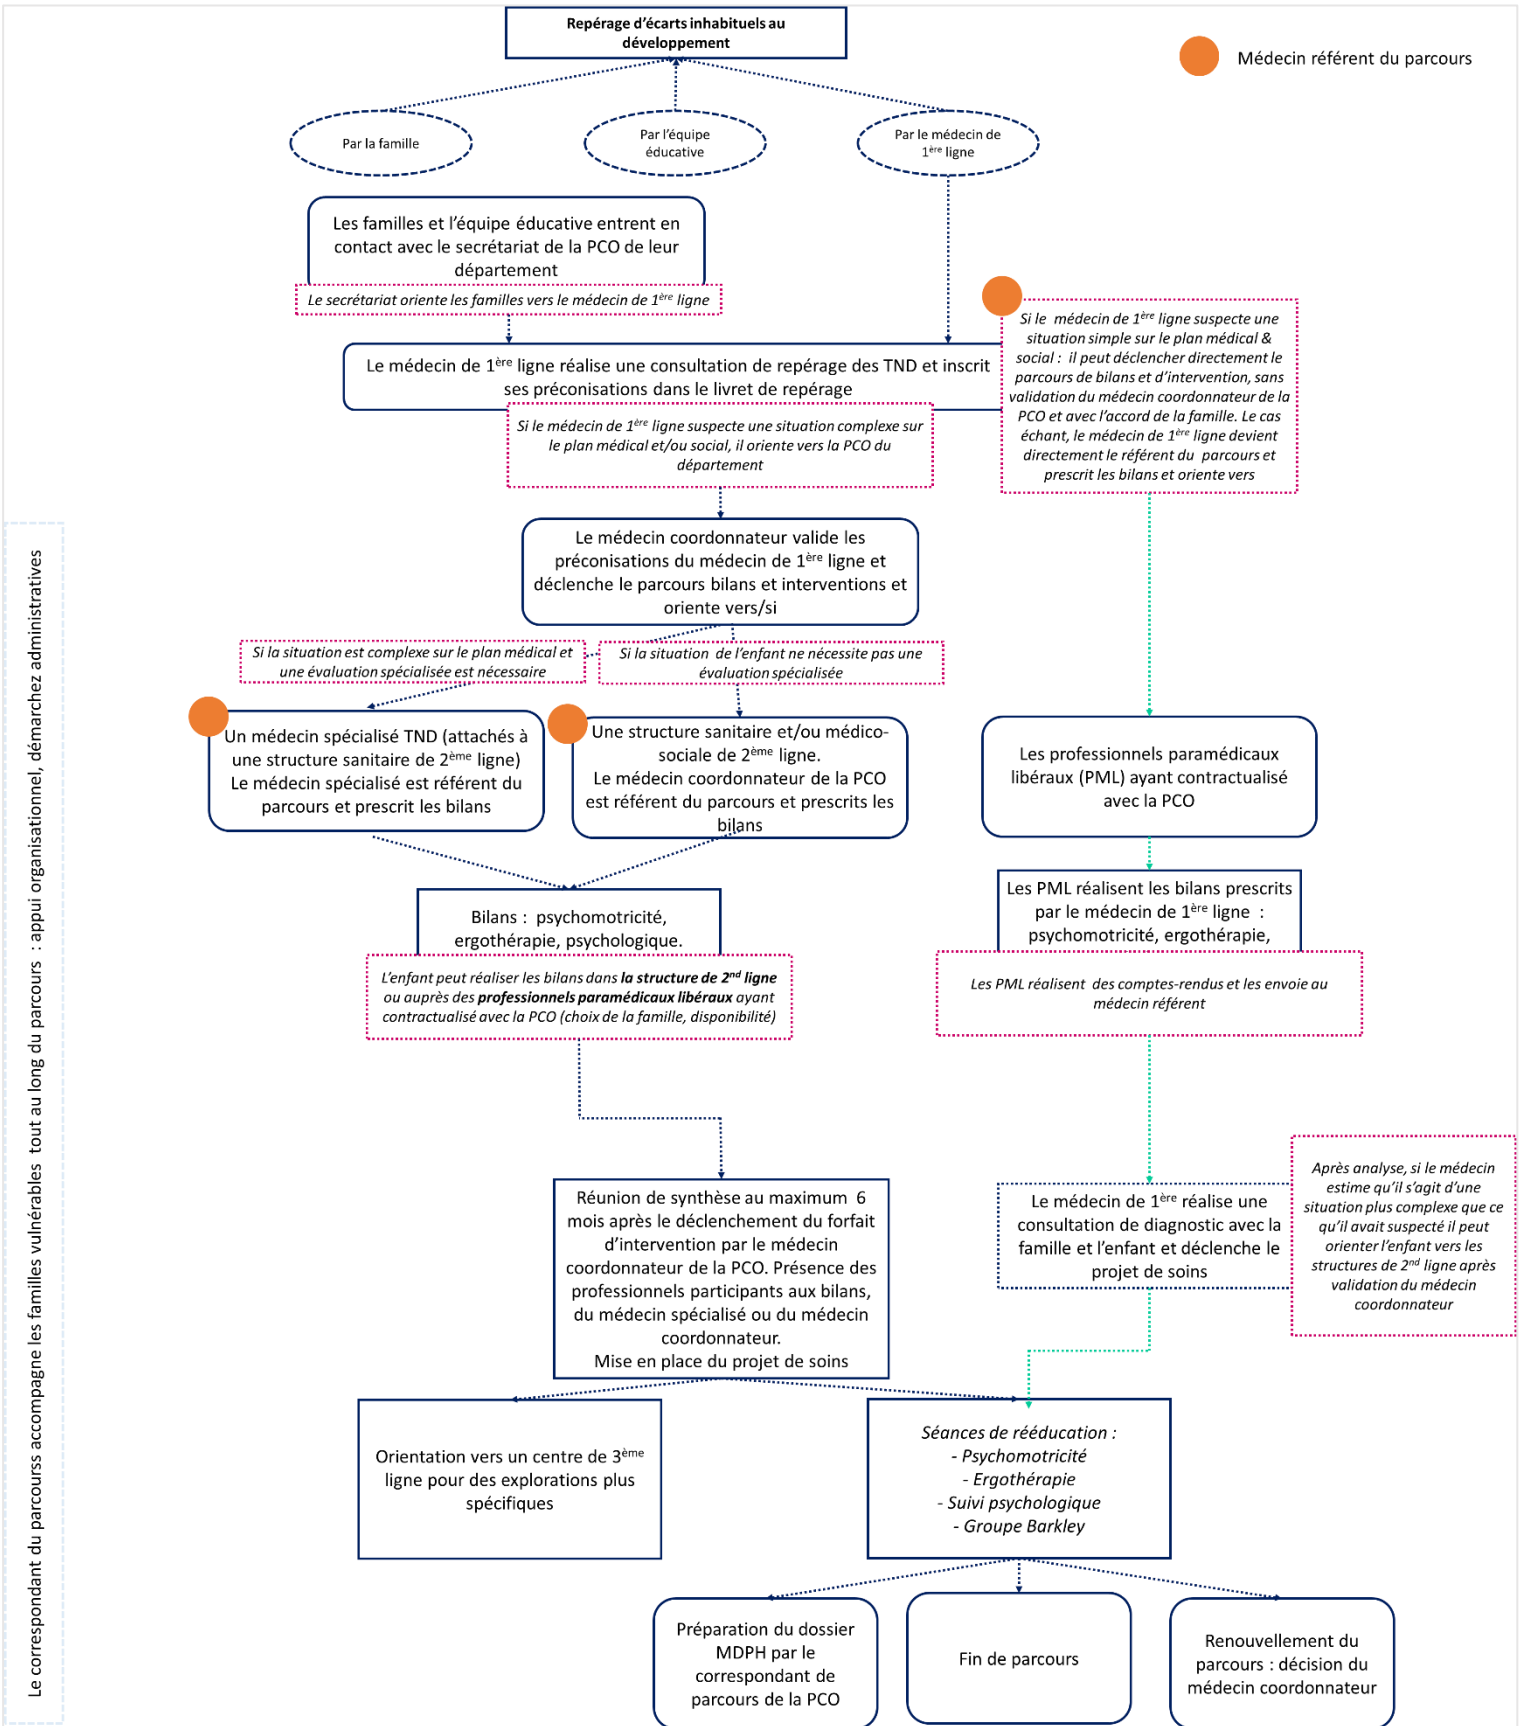 Repérage d'écarts inhabituels au
développement
Médecin référent du parcours
Par la famille
Par l'équipe
éducative
Par le médecin de
1ère ligne
Les familles et l'équipe éducative entrent en
contact avec le secrétariat de la PCO de leur
département
Le secrétariat oriente les familles vers le médecin de 1ère ligne
Le médecin de 1ère ligne réalise une consultation de repérage des TND et inscrit
ses préconisations dans le livret de repérage
Si le médecin de 1ère ligne suspecte une
situation simple sur le plan médical &
social : il peut déclencher directement le
parcours de bilans et d'intervention, sans
validation du médecin coordonnateur de la
PCO et avec l'accord de la famille. Le cas
échant, le médecin de 1ère ligne devient
directement le référent du parcours et
prescrit les bilans et oriente vers
Si le médecin de 1ère ligne suspecte une situation complexe sur
le plan médical et/ou social, il oriente vers la PCO du
département
Le médecin coordonnateur valide les
préconisations du médecin de 1ère ligne et
déclenche le parcours bilans et interventions et
oriente vers/si
Si la situation est complexe sur le plan médical et
une évaluation spécialisée est nécessaire
Si la situation de l'enfant ne nécessite pas une
évaluation spécialisée
Un médecin spécialisé TND (attachés à
une structure sanitaire de 2ème ligne)
Le médecin spécialisé est référent du
parcours et prescrit les bilans
Une structure sanitaire et/ou médico-
sociale de 2ème ligne.
Le médecin coordonnateur de la PCO
est référent du parcours et prescrits les
bilans
Les professionnels paramédicaux
libéraux (PML) ayant contractualisé
avec la PCO
Bilans : psychomotricité,
ergothérapie, psychologique.
L'enfant peut réaliser les bilans dans la structure de 2nd ligne
ou auprès des professionnels paramédicaux libéraux ayant
contractualisé avec la PCO (choix de la famille, disponibilité)
Les PML réalisent les bilans prescrits
par le médecin de 1ère ligne :
psychomotricité, ergothérapie,
Les PML réalisent des comptes-rendus et les envoie au
médecin référent
Réunion de synthèse au maximum 6
mois après le déclenchement du forfait
d'intervention par le médecin
coordonnateur de la PCO. Présence des
professionnels participants aux bilans,
du médecin spécialisé ou du médecin
coordonnateur.
Mise en place du projet de soins
Le médecin de 1ère réalise une
consultation de diagnostic avec la
famille et l'enfant et déclenche le
projet de soins
Après analyse, si le médecin
estime qu'il s'agit d'une
situation plus complexe que ce
qu'il avait suspecté il peut
orienter l'enfant vers les
structures de 2nd ligne après
validation du médecin
coordonnateur
Orientation vers un centre de 3ème
ligne pour des explorations plus
spécifiques
Séances de rééducation :
- Psychomotricité
- Ergothérapie
- Suivi psychologique
- Groupe Barkley
Préparation du dossier
MDPH par le
correspondant de
parcours de la PCO
Fin de parcours
Renouvellement du
parcours : décision du
médecin coordonnateur
Le correspondant du parcourss accompagne les familles vulnérables tout au long du parcours : appui organisationnel, démarchez administratives